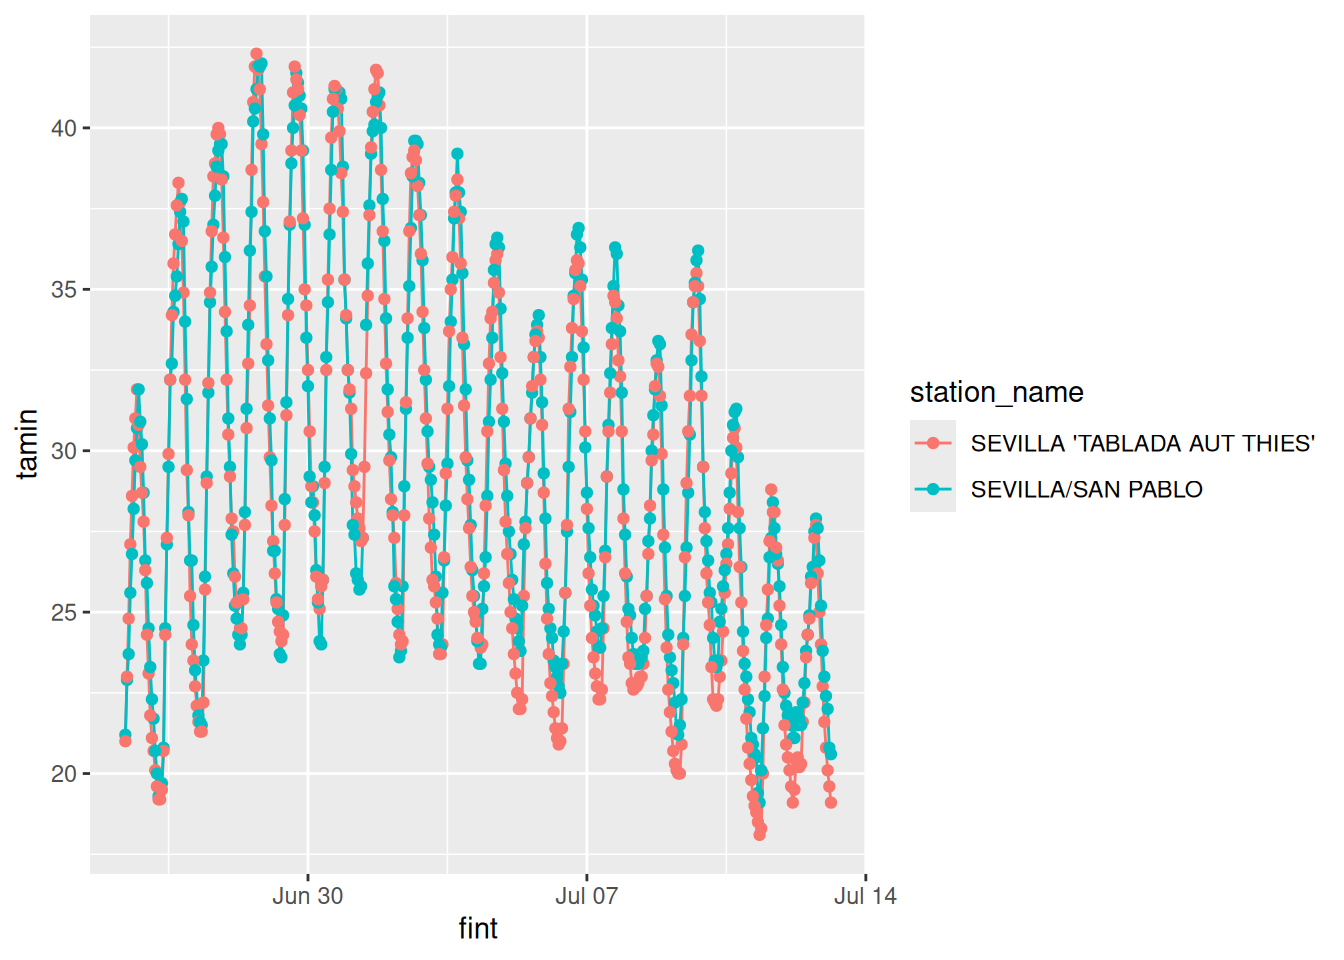 40
35
30
25
20
tamin
Jun 30
Jul 07
Jul 14
fint
station_name
SEVILLA 'TABLADA AUT THIES'
SEVILLA/SAN PABLO